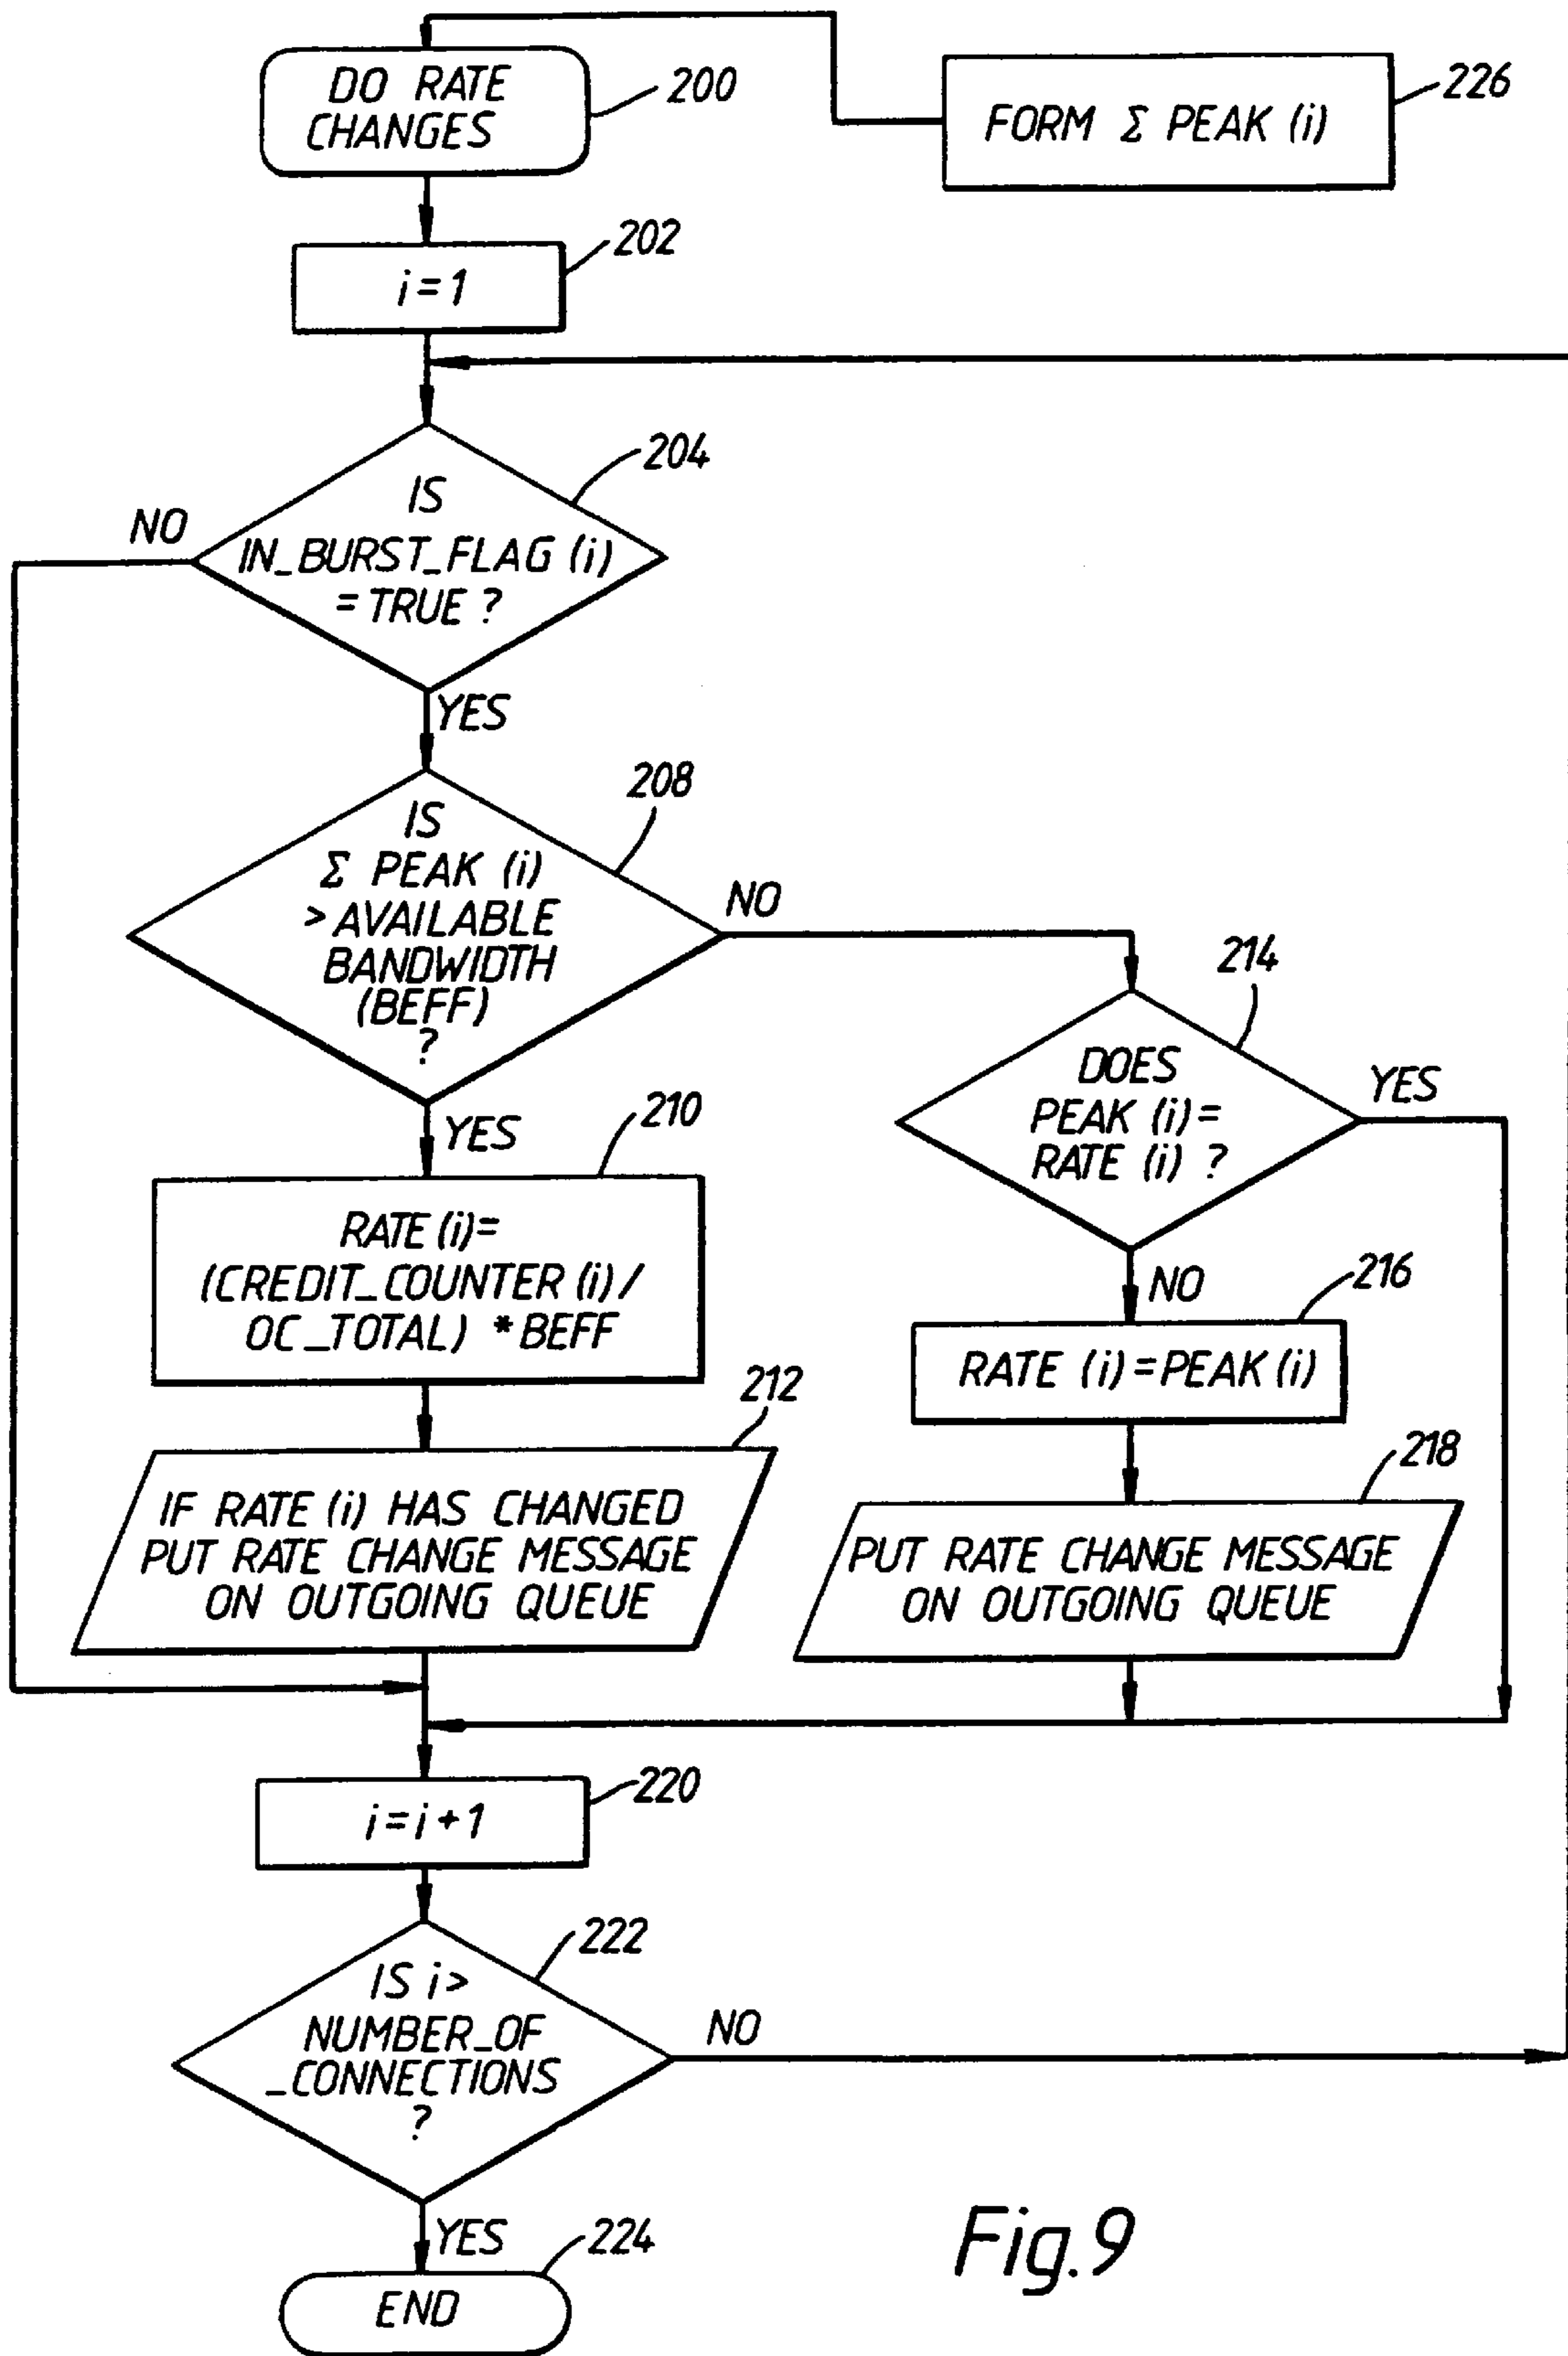 DO RATE
CHANGES
200
FORM Σ PEAK (i)
226
i=1
202
IS
IN_BURST_FLAG (i)
= TRUE ?
204
NO
YES
IS
Σ PEAK (i)
> AVAILABLE
BANDWIDTH
(BEFF)
?
208
NO
YES
DOES
PEAK (i)=
RATE (i) ?
214
YES
NO
RATE (i)=
(CREDIT_COUNTER (i) /
OC_TOTAL) * BEFF
210
RATE (i)=PEAK (i)
216
IF RATE (i) HAS CHANGED
PUT RATE CHANGE MESSAGE
ON OUTGOING QUEUE
212
PUT RATE CHANGE MESSAGE
ON OUTGOING QUEUE
218
i=i+1
220
IS i>
NUMBER_OF
_CONNECTIONS
?
222
NO
YES
END
224
Fig.9